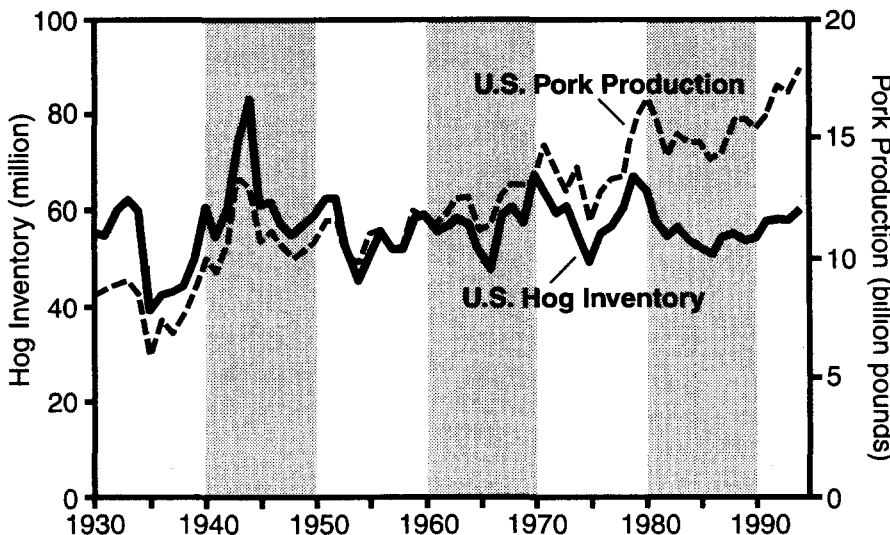 100
80
60
40
20
0
Hog Inventory (million)
20
15
10
5
0
Pork Production (billion pounds)
U.S. Pork Production
U.S. Hog Inventory
1930 1940 1950 1960 1970 1980 1990